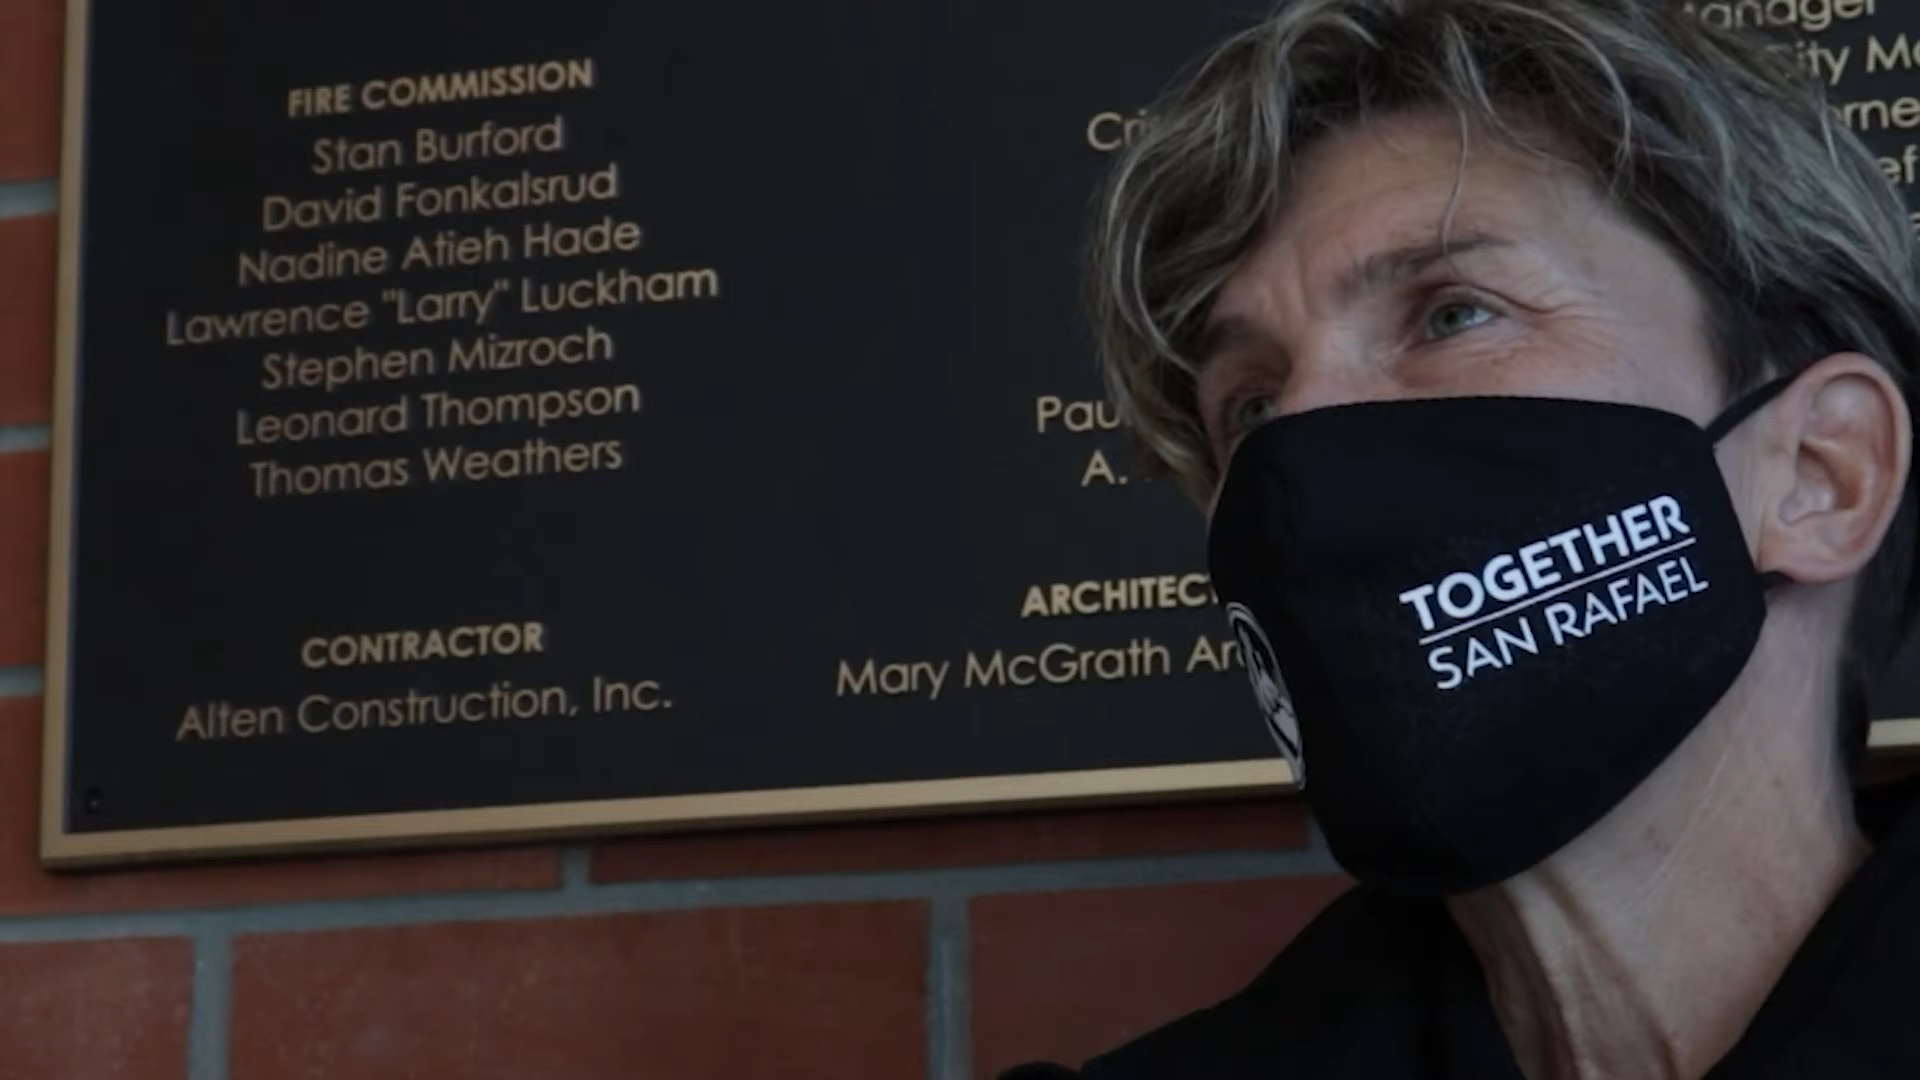 FIRE COMMISSION
Stan Burford
David Fonkalsrud
Nadine Atieh Hade
Lawrence "Larry" Luckham
Stephen Mizroch
Leonard Thompson
Thomas Weathers
CONTRACTOR
Alten Construction, Inc.
A.
ARCHITECT
Mary McGrath
City
TOGETHER
SAN RAFAEL